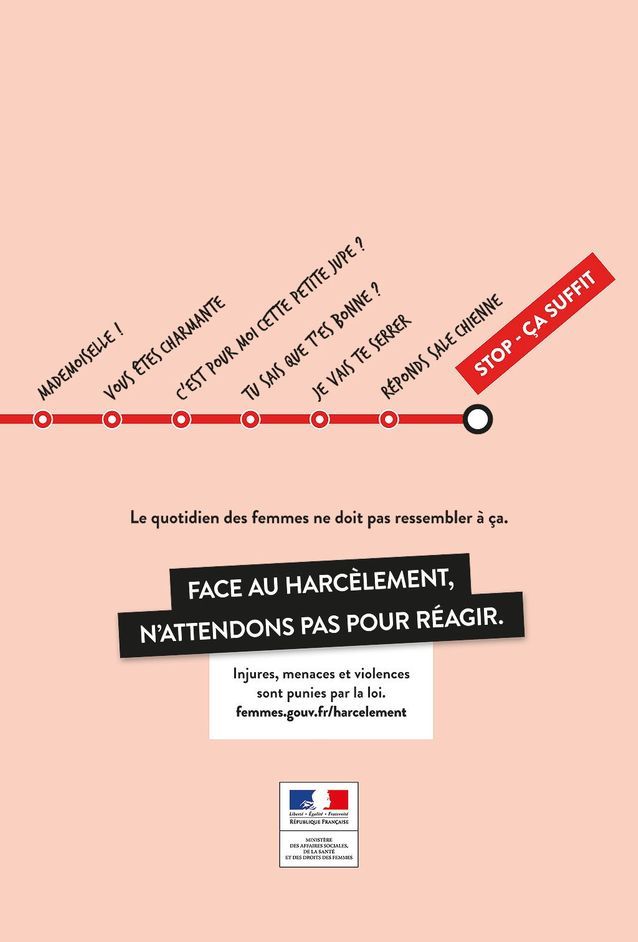 MADEMOISELLE !
VOUS ÊTES CHARMANTE
C'EST POUR MOI CETTE PETITE JUPE ?
TU SAIS QUE T'ES BONNE ?
JE VAIS TE SERRER
RÉPONDS SALE CHIENNE
STOP - ÇA SUFFIT
Le quotidien des femmes ne doit pas ressembler à ça.
FACE AU HARCÈLEMENT,
N'ATTENDONS PAS POUR RÉAGIR.
Injures, menaces et violences
sont punies par la loi.
femmes.gouv.fr/harcelement
Liberté • Égalité • Fraternité
RÉPUBLIQUE FRANÇAISE
MINISTÈRE
DES AFFAIRES SOCIALES,
DE LA SANTÉ
ET DES DROITS DES FEMMES